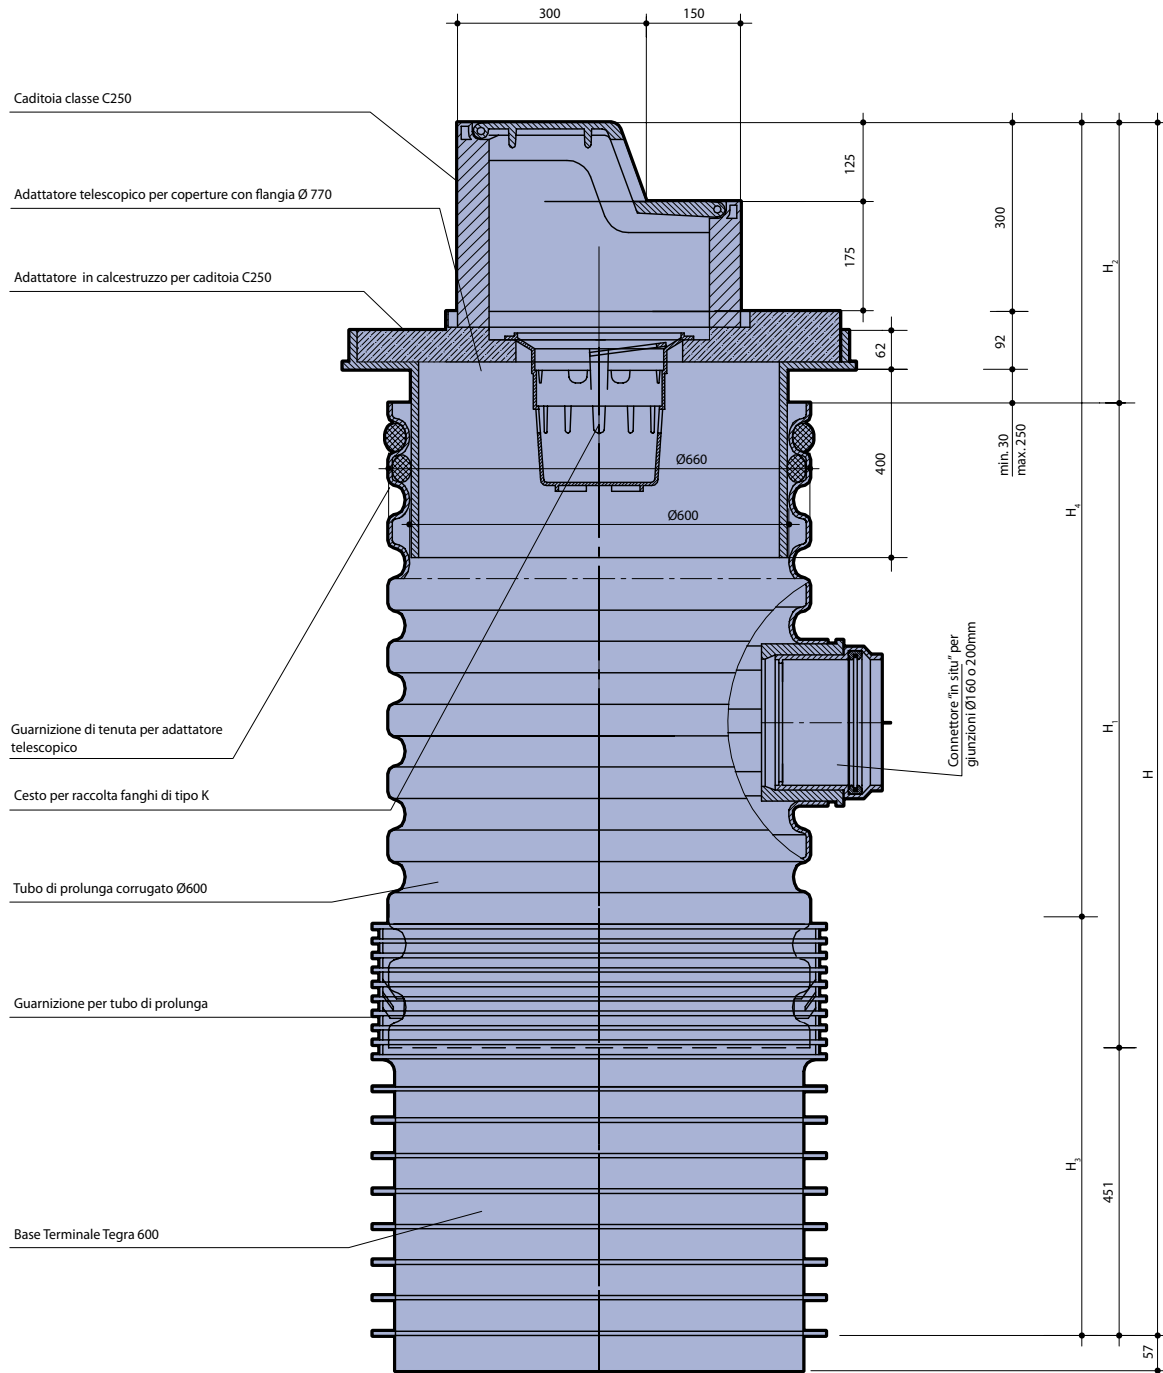 300
150
Caditoia classe C250
Adattatore telescopico per coperture con flangia Ø 770
Adattatore  in calcestruzzo per caditoia C250
125
175
300
H2
62
92
400
min. 30
max. 250
Ø660
Ø600
H4
Guarnizione di tenuta per adattatore
telescopico
Connettore "in situ" per
giunzioni Ø160 o 200mm
H1
H
Cesto per raccolta fanghi di tipo K
Tubo di prolunga corrugato Ø600
Guarnizione per tubo di prolunga
H3
451
Base Terminale Tegra 600
57